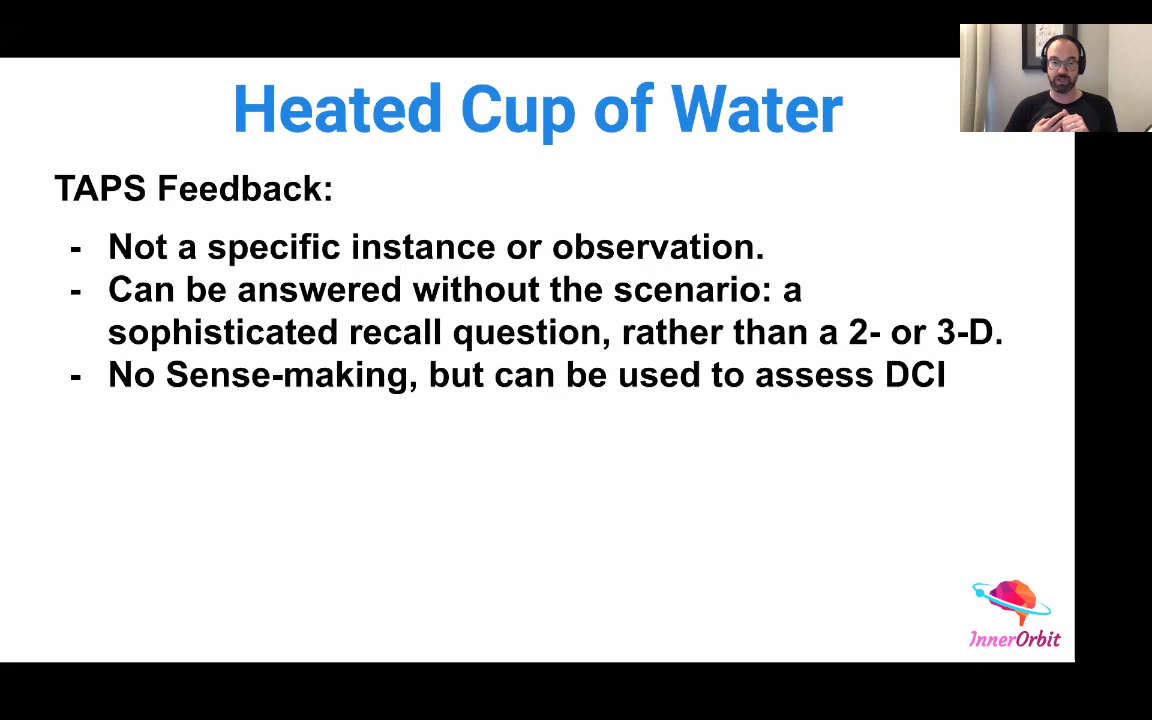 Heated Cup of Water
TAPS Feedback:
- Not a specific instance or observation.
- Can be answered without the scenario: a
sophisticated recall question, rather than a 2- or 3-D.
- No Sense-making, but can be used to assess DCI
InnerOrbit